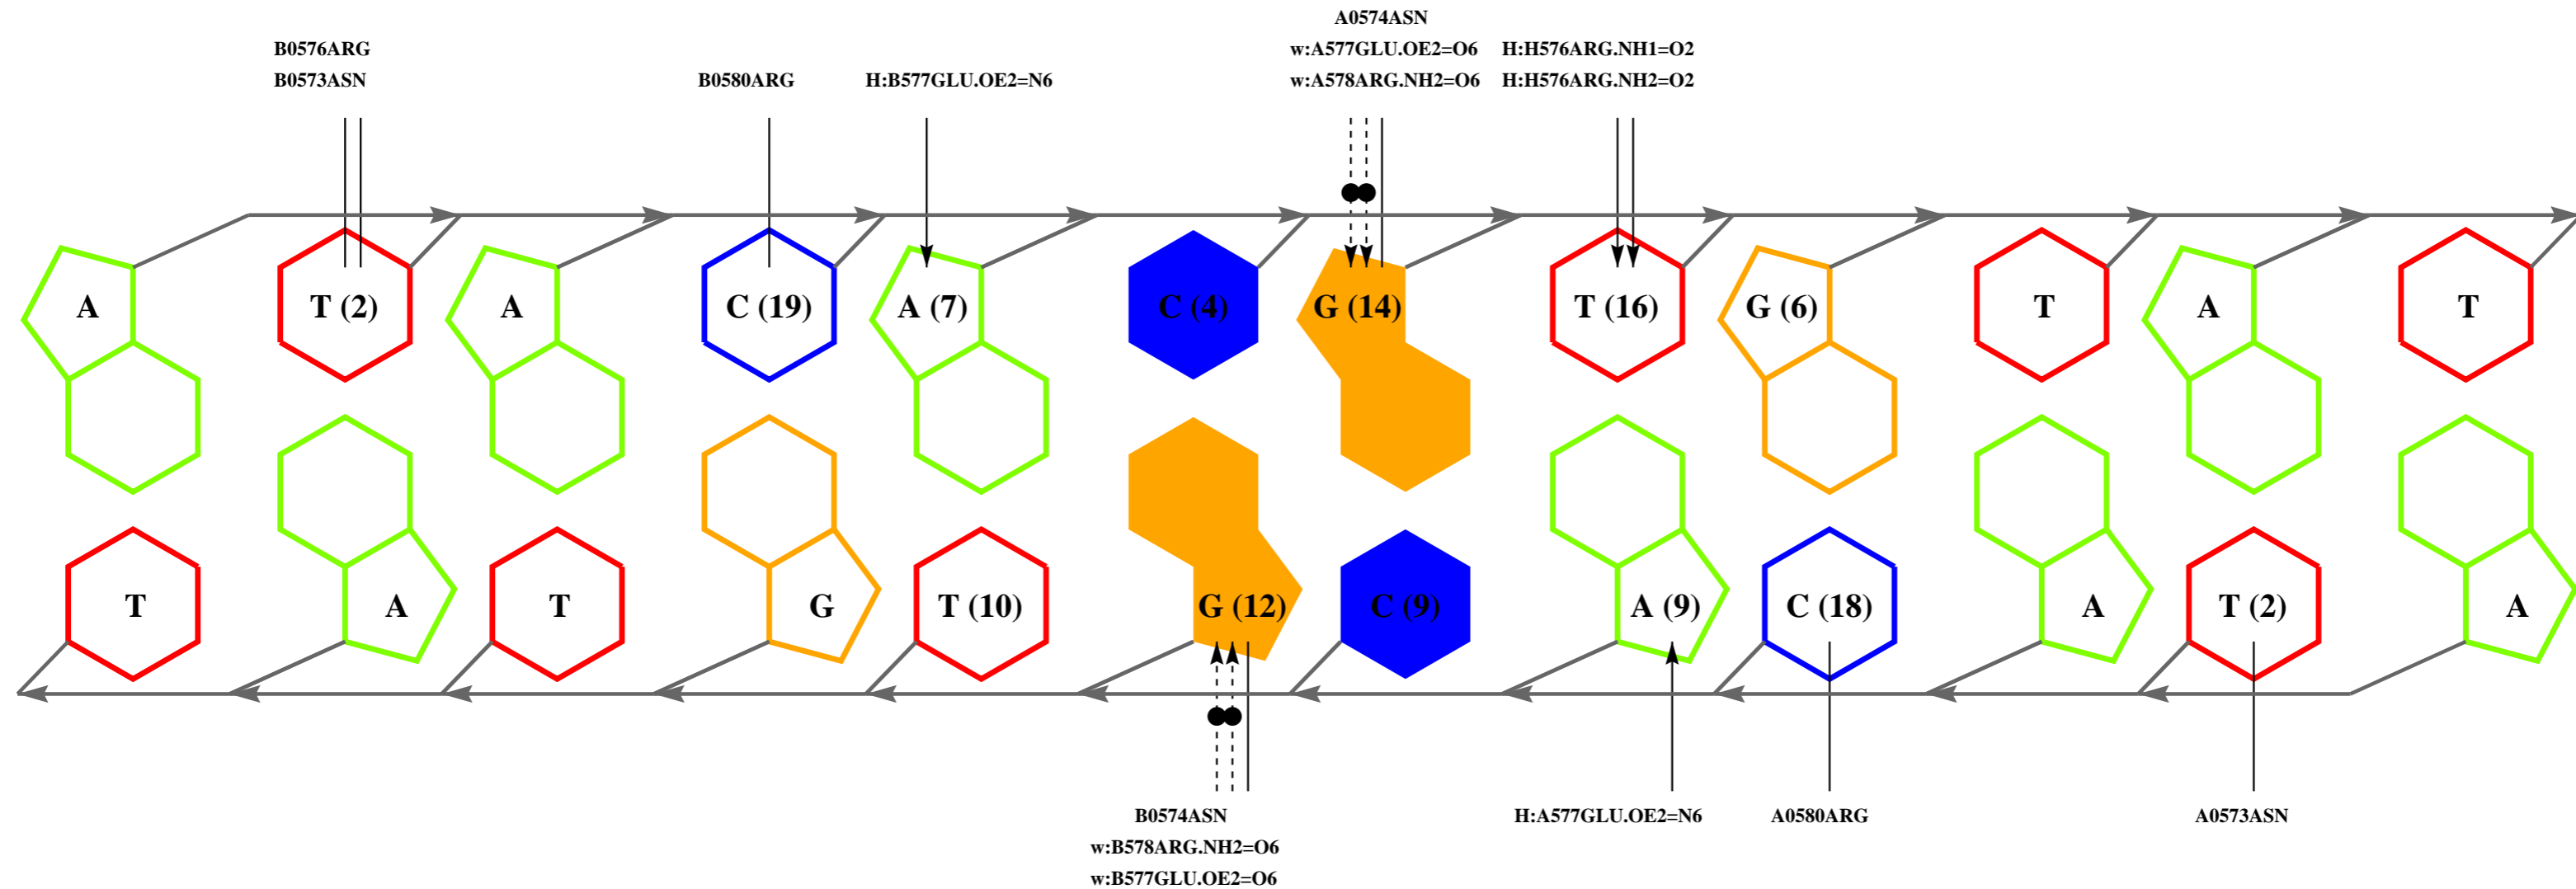 A0574ASN
B0576ARG
w:A577GLU.OE2=O6 H:H576ARG.NH1=O2
B0573ASN B0580ARG H:B577GLU.OE2=N6 w:A578ARG.NH2=O6 H:H576ARG.NH2=O2
A T (2) A C (19) A (7) C (4) G (14) T (16) G (6) T A T
T A T G T (10) G (12) C (9) A (9) C (18) A T (2) A
B0574ASN H:A577GLU.OE2=N6 A0580ARG A0573ASN
w:B578ARG.NH2=O6
w:B577GLU.OE2=O6